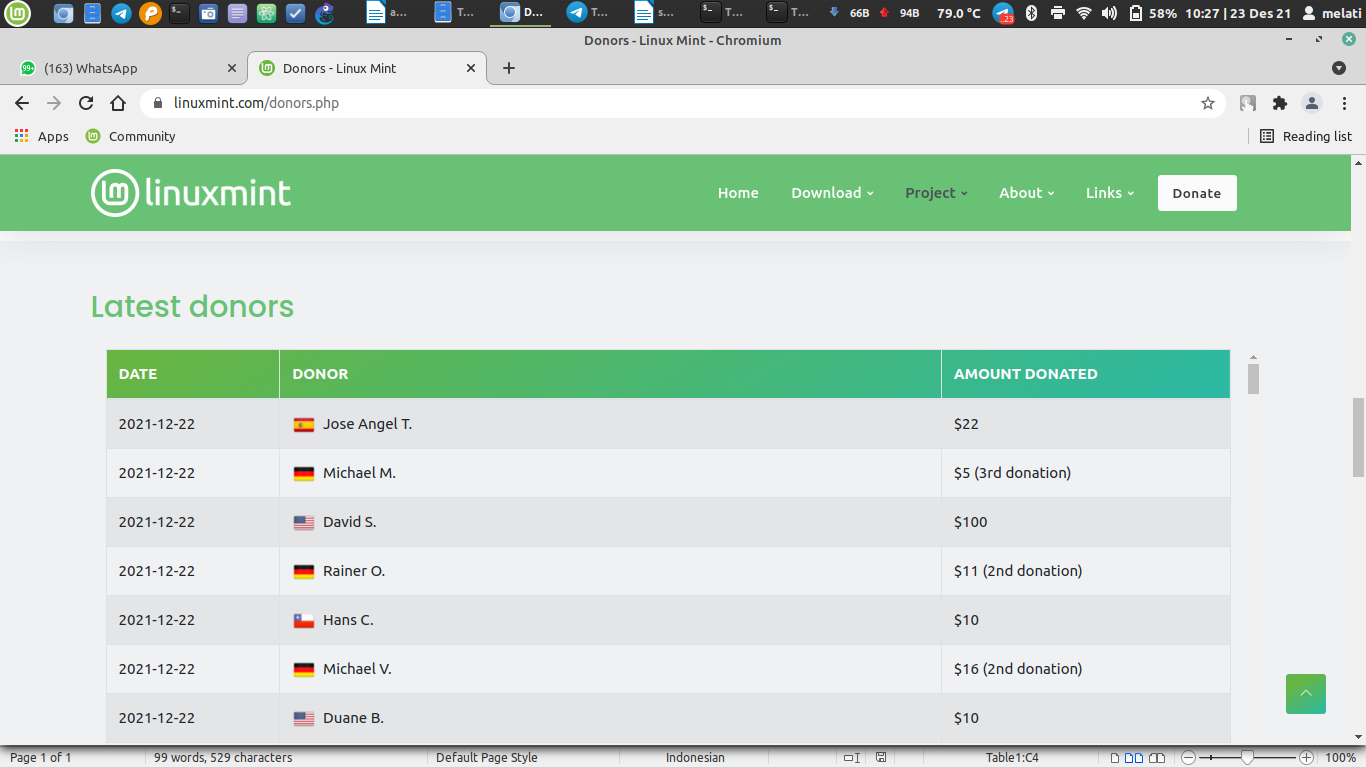 a... T... D... T... s... T... T... 66B 94B 79.0 °C 23 58% 10:27 | 23 Des 21 melati
Donors - Linux Mint - Chromium
99+ (163) WhatsApp Donors - Linux Mint
linuxmint.com/donors.php
Apps Community Reading list
linuxmint Home Download Project About Links Donate
Latest donors
DATE DONOR AMOUNT DONATED
2021-12-22 Jose Angel T. $22
2021-12-22 Michael M. $5 (3rd donation)
2021-12-22 David S. $100
2021-12-22 Rainer O. $11 (2nd donation)
2021-12-22 Hans C. $10
2021-12-22 Michael V. $16 (2nd donation)
2021-12-22 Duane B. $10
Page 1 of 1 99 words, 529 characters Default Page Style Indonesian Table1:C4 100%